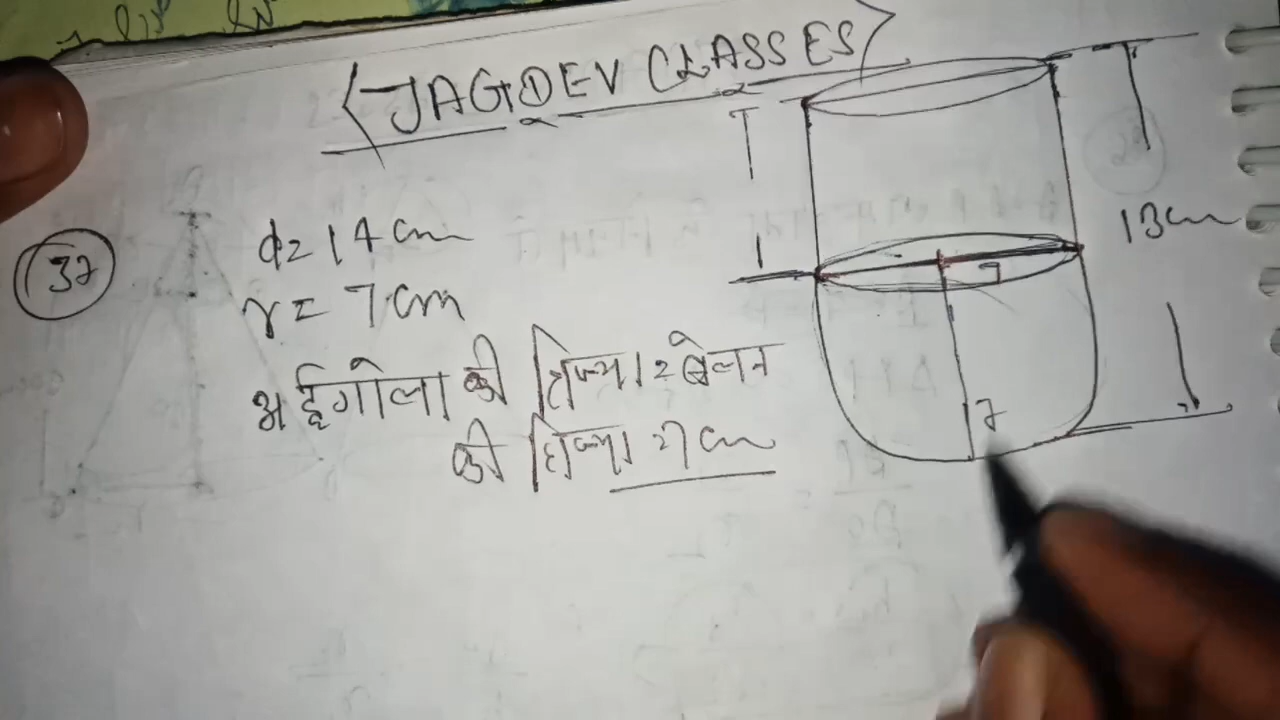 JAGDEV CLASSES
37
d = 14 cm
r = 7 cm
अर्द्धगोला की त्रिज्या = बेलन
की त्रिज्या = 7 cm
13 cm
7
7